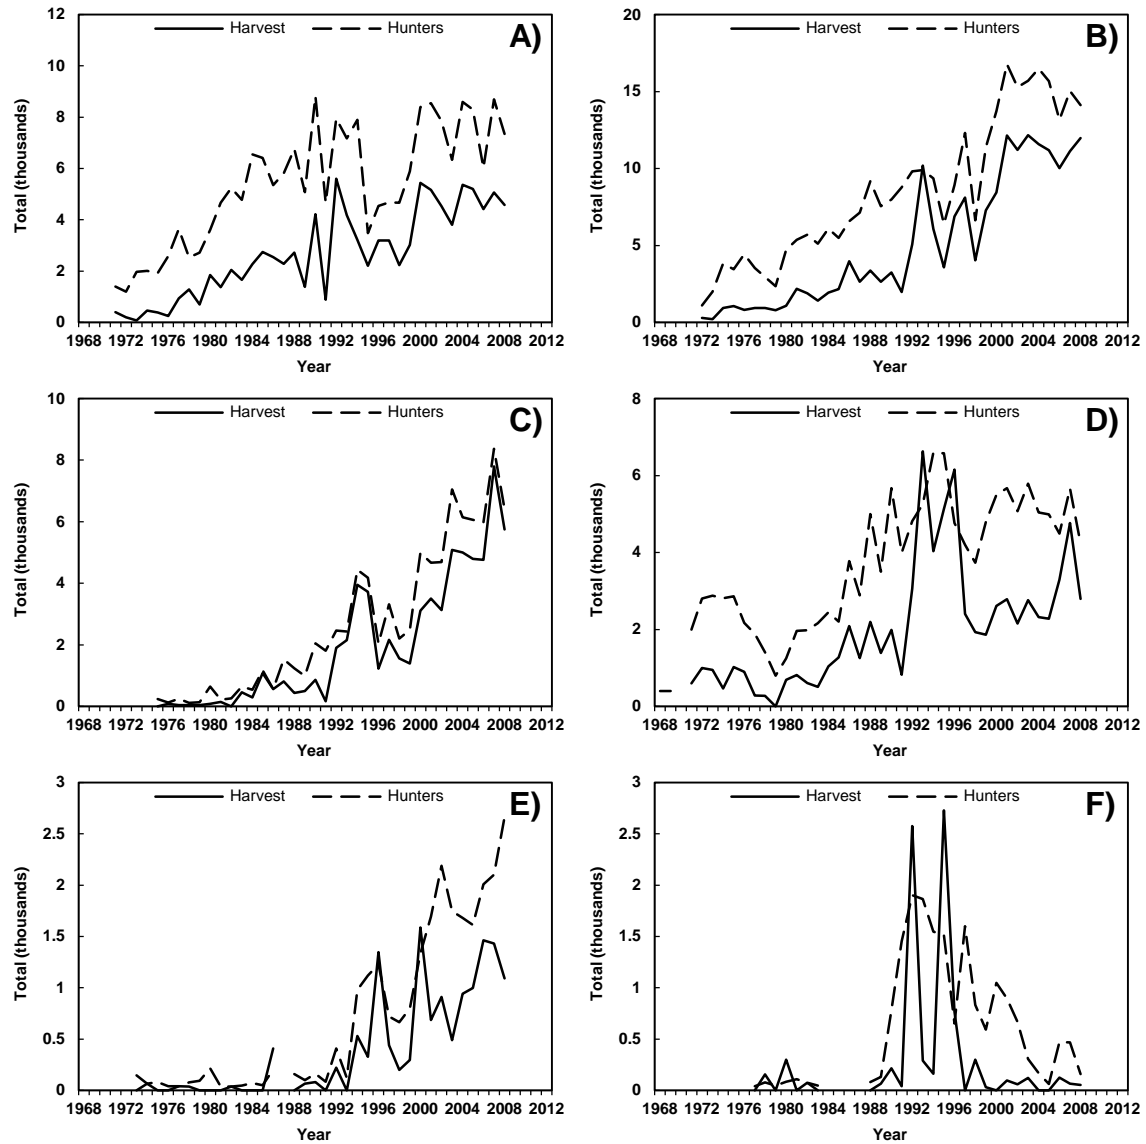 Harvest Hunters A)
Total (thousands)
12
10
8
6
4
2
0
1968 1972 1976 1980 1984 1988 1992 1996 2000 2004 2008 2012
Year
Harvest Hunters B)
Total (thousands)
20
15
10
5
0
1968 1972 1976 1980 1984 1988 1992 1996 2000 2004 2008 2012
Year
Harvest Hunters C)
Total (thousands)
10
8
6
4
2
0
1968 1972 1976 1980 1984 1988 1992 1996 2000 2004 2008 2012
Year
Harvest Hunters D)
Total (thousands)
8
6
4
2
0
1968 1972 1976 1980 1984 1988 1992 1996 2000 2004 2008 2012
Year
Harvest Hunters E)
Total (thousands)
3
2.5
2
1.5
1
0.5
0
1968 1972 1976 1980 1984 1988 1992 1996 2000 2004 2008 2012
Year
Harvest Hunters F)
Total (thousands)
3
2.5
2
1.5
1
0.5
0
1968 1972 1976 1980 1984 1988 1992 1996 2000 2004 2008 2012
Year